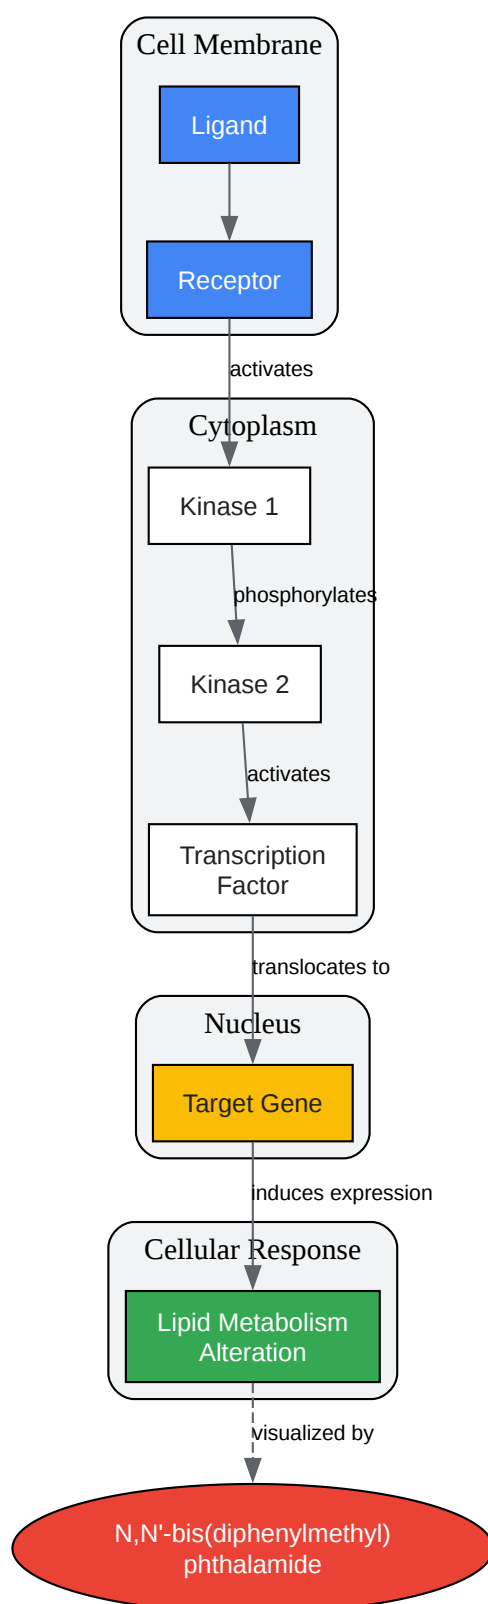 Cell Membrane
Ligand
Receptor
activates
Cytoplasm
Kinase 1
phosphorylates
Kinase 2
activates
Transcription
Factor
translocates to
Nucleus
Target Gene
induces expression
Cellular Response
Lipid Metabolism
Alteration
visualized by
N,N'-bis(diphenylmethyl)
phthalamide